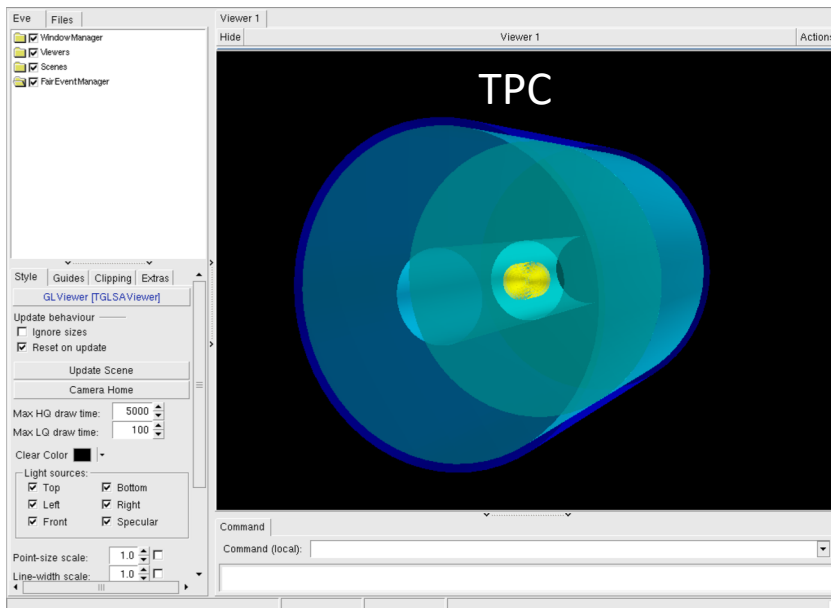 Eve Files
WindowManager
Viewers
Scenes
FairEventManager
Style Guides Clipping Extras
GLViewer [TGLSAViewer]
Update behaviour
Ignore sizes
Reset on update
Update Scene
Camera Home
Max HQ draw time: 5000
Max LQ draw time: 100
Clear Color
Light sources:
Top Bottom
Left Right
Front Specular
Point-size scale: 1.0
Line-width scale: 1.0
Viewer 1
Hide Viewer 1 Actions
TPC
Command
Command (local):